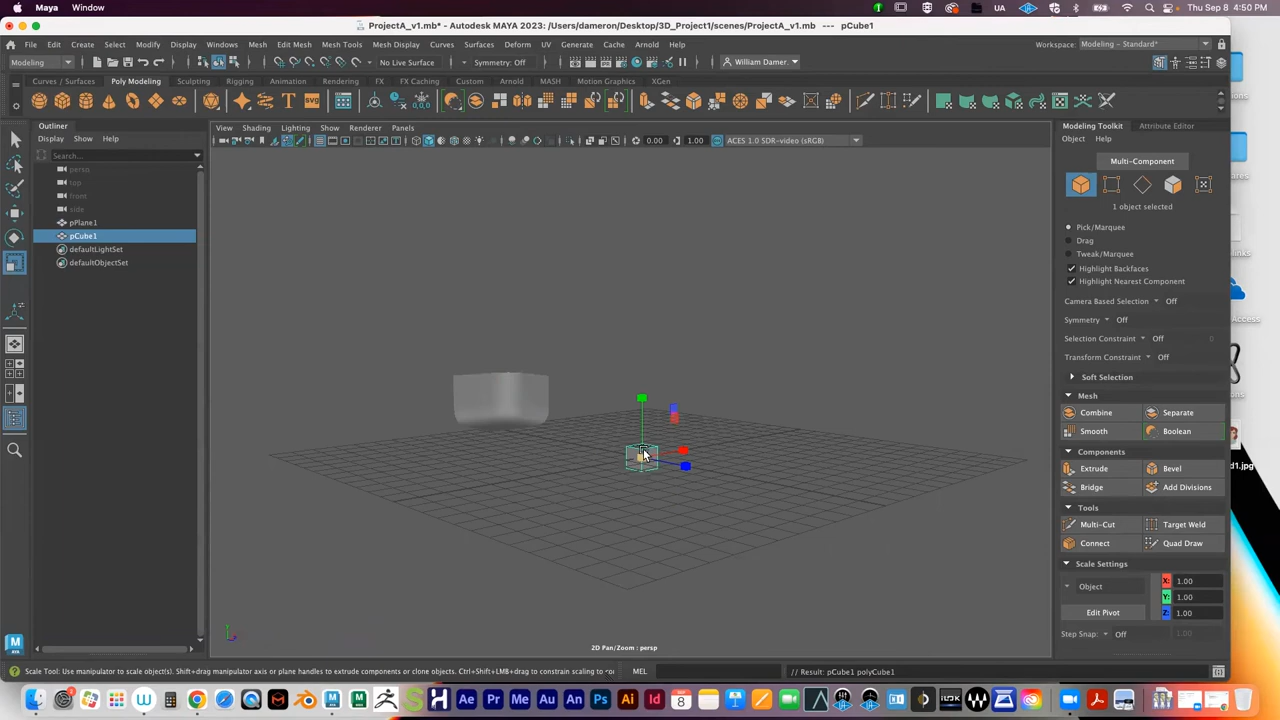 Maya Window
Thu Sep 8 4:50 PM
ProjectA_v1.mb* - Autodesk MAYA 2023: /Users/dameron/Desktop/3D_Project1/scenes/ProjectA_v1.mb --- pCube1
File Edit Create Select Modify Display Windows Mesh Edit Mesh Mesh Tools Mesh Display Curves Surfaces Deform UV Generate Cache Arnold Help
Workspace: Modeling - Standard*
Modeling No Live Surface Symmetry: Off William Damer..
Curves / Surfaces Poly Modeling Sculpting Rigging Animation Rendering FX FX Caching Custom Arnold MASH Motion Graphics XGen
Outliner
Display Show Help
Search...
persp
top
front
side
pPlane1
pCube1
defaultLightSet
defaultObjectSet
View Shading Lighting Show Renderer Panels
0.00 1.00 ACES 1.0 SDR-video (sRGB)
2D Pan/Zoom : persp
Modeling Toolkit Attribute Editor
Object Help
Multi-Component
1 object selected
Pick/Marquee
Drag
Tweak/Marquee
Highlight Backfaces
Highlight Nearest Component
Camera Based Selection Off
Symmetry Off
Selection Constraint Off 0
Transform Constraint Off
Soft Selection
Mesh
Combine Separate
Smooth Boolean
Components
Extrude Bevel
Bridge Add Divisions
Tools
Multi-Cut Target Weld
Connect Quad Draw
Scale Settings
Object X: 1.00
Y: 1.00
Edit Pivot Z: 1.00
Step Snap: Off 1.00
Scale Tool: Use manipulator to scale object(s). Shift+drag manipulator axis or plane handles to extrude components or clone objects. Ctrl+Shift+LMB+drag to constrain scaling to
MEL
// Result: pCube1 polyCube1